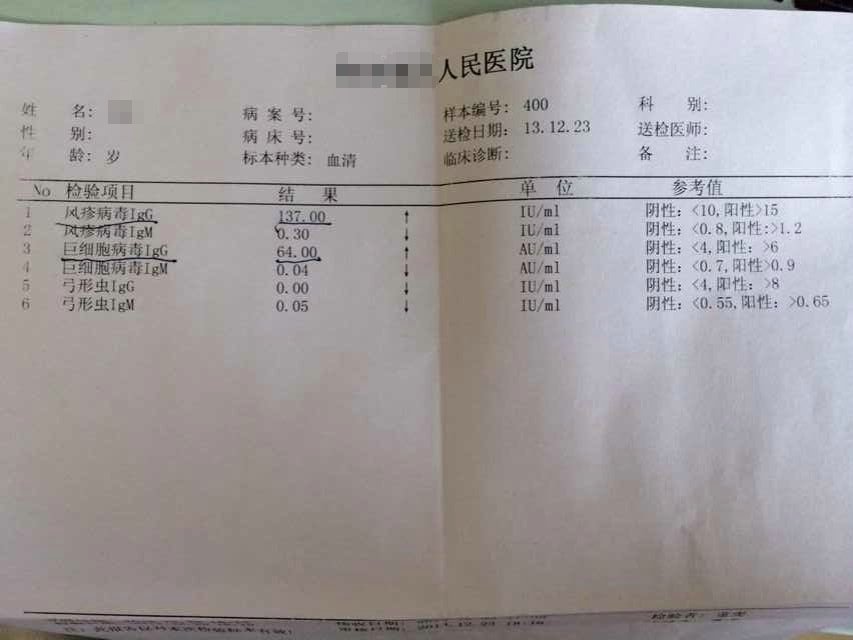 人民医院
姓 名: 病案号: 样本编号: 400 科 别:
性 别: 病床号: 送检日期: 13.12.23 送检医师:
年 龄: 岁 标本种类: 血清 临床诊断: 备 注:
No 检验项目 结 果 单 位 参考值
1 风疹病毒IgG 137.00 ↑ IU/ml 阴性: <10,阳性>15
2 风疹病毒IgM 0.30 ↓ IU/ml 阴性: <0.8,阳性:>1.2
3 巨细胞病毒IgG 64.00 ↑ AU/ml 阴性: <4,阳性: >6
4 巨细胞病毒IgM 0.04 ↓ AU/ml 阴性: <0.7,阳性>0.9
5 弓形虫IgG 0.00 ↓ IU/ml 阴性: <4,阳性: >8
6 弓形虫IgM 0.05 ↓ IU/ml 阴性: <0.55,阳性: >0.65
检验者: